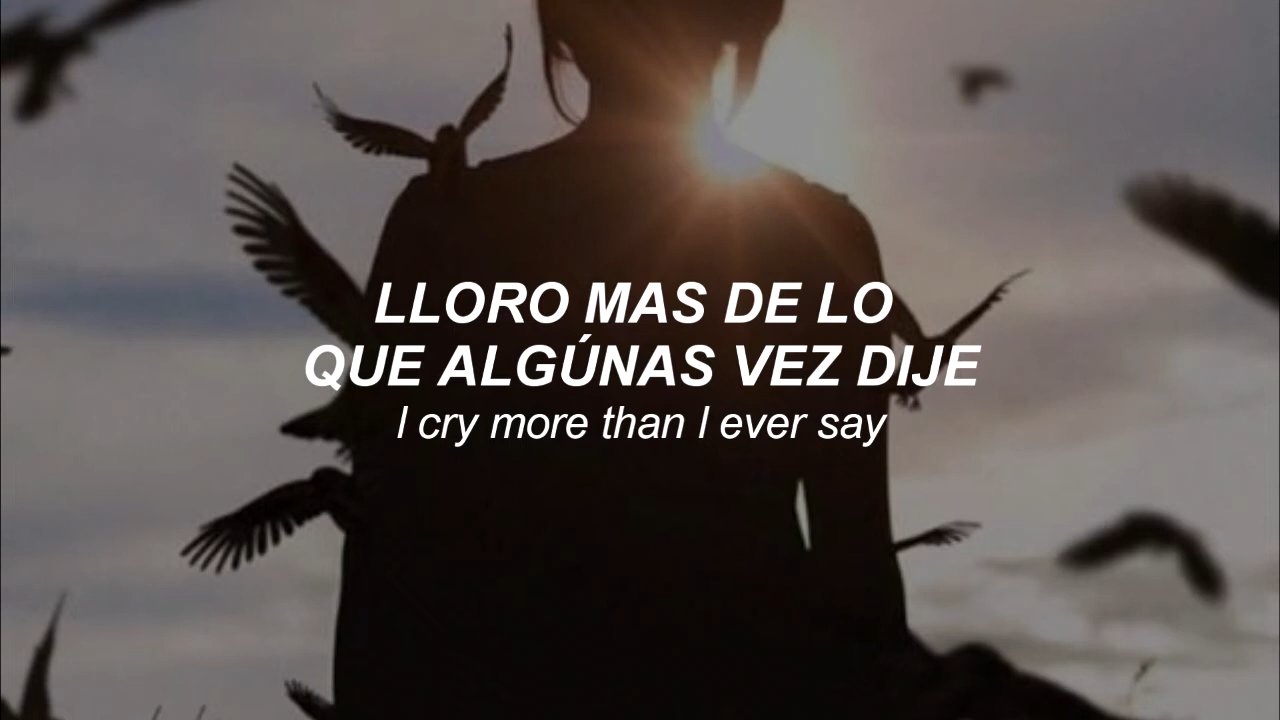 LLORO MAS DE LO
QUE ALGÚNAS VEZ DIJE
I cry more than I ever say